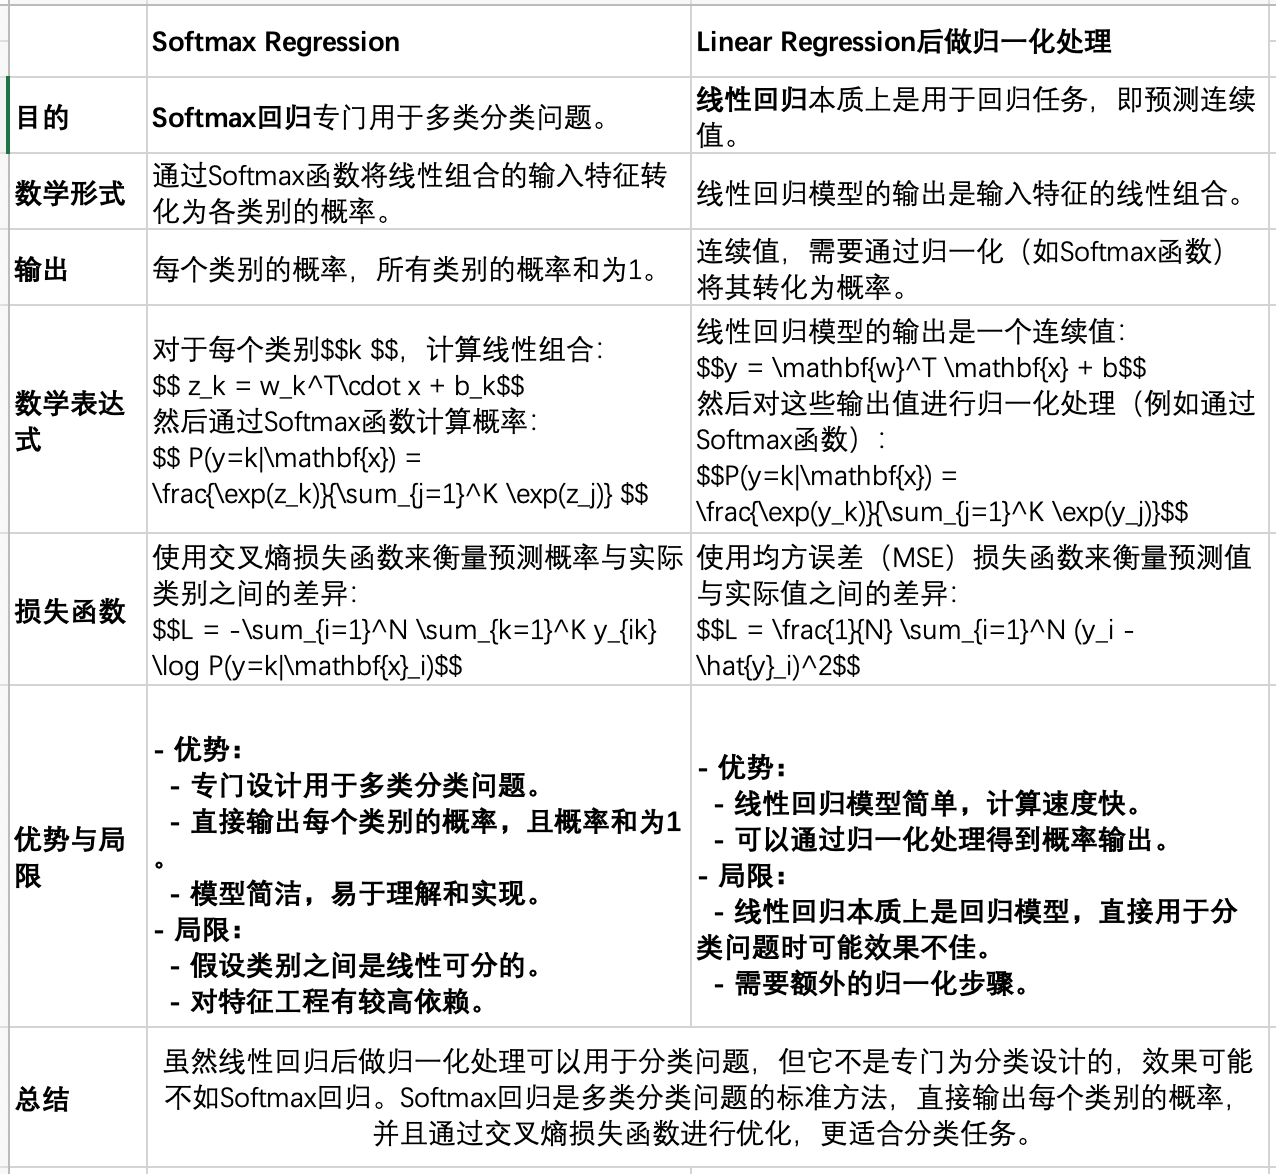 Softmax Regression
Linear Regression后做归一化处理
目的
Softmax回归专门用于多类分类问题。
线性回归本质上是用于回归任务，即预测连续
值。
数学形式
通过Softmax函数将线性组合的输入特征转
化为各类别的概率。
线性回归模型的输出是输入特征的线性组合。
输出
每个类别的概率，所有类别的概率和为1。
连续值，需要通过归一化（如Softmax函数）
将其转化为概率。
数学表达
式
对于每个类别$$k $$，计算线性组合：
$$ z_k = w_k^T\cdot x + b_k$$
然后通过Softmax函数计算概率：
$$ P(y=k|\mathbf{x}) =
\frac{\exp(z_k)}{\sum_{j=1}^K \exp(z_j)} $$
线性回归模型的输出是一个连续值：
$$y = \mathbf{w}^T \mathbf{x} + b$$
然后对这些输出值进行归一化处理（例如通过
Softmax函数）：
$$P(y=k|\mathbf{x}) =
\frac{\exp(y_k)}{\sum_{j=1}^K \exp(y_j)}$$
损失函数
使用交叉熵损失函数来衡量预测概率与实际
类别之间的差异：
$$L = -\sum_{i=1}^N \sum_{k=1}^K y_{ik}
\log P(y=k|\mathbf{x}_i)$$
使用均方误差（MSE）损失函数来衡量预测值
与实际值之间的差异：
$$L = \frac{1}{N} \sum_{i=1}^N (y_i -
\hat{y}_i)^2$$
优势与局
限
- 优势：
- 专门设计用于多类分类问题。
- 直接输出每个类别的概率，且概率和为1
。
- 模型简洁，易于理解和实现。
- 局限：
- 假设类别之间是线性可分的。
- 对特征工程有较高依赖。
- 优势：
- 线性回归模型简单，计算速度快。
- 可以通过归一化处理得到概率输出。
- 局限：
- 线性回归本质上是回归模型，直接用于分
类问题时可能效果不佳。
- 需要额外的归一化步骤。
总结
虽然线性回归后做归一化处理可以用于分类问题，但它不是专门为分类设计的，效果可能
不如Softmax回归。Softmax回归是多类分类问题的标准方法，直接输出每个类别的概率，
并且通过交叉熵损失函数进行优化，更适合分类任务。